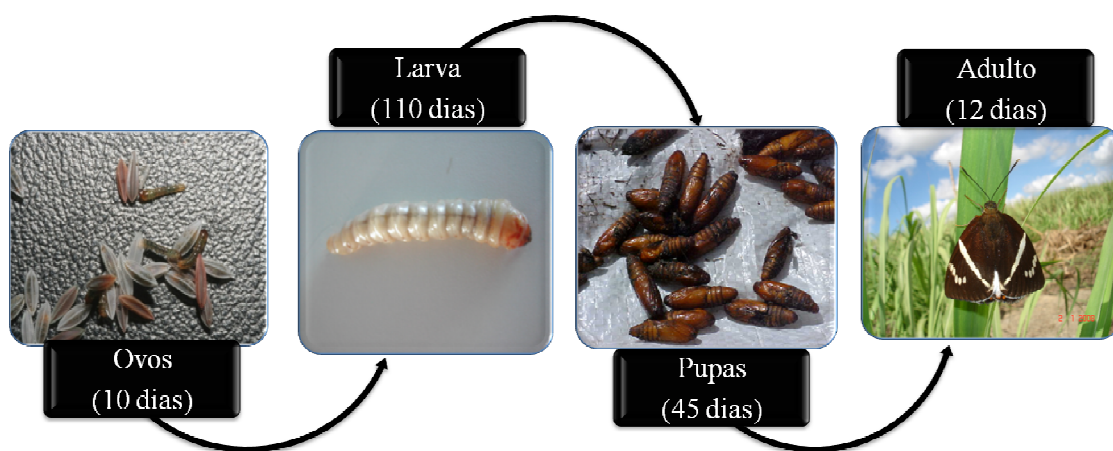 Ovos
(10 dias)
Larva
(110 dias)
Pupas
(45 dias)
Adulto
(12 dias)